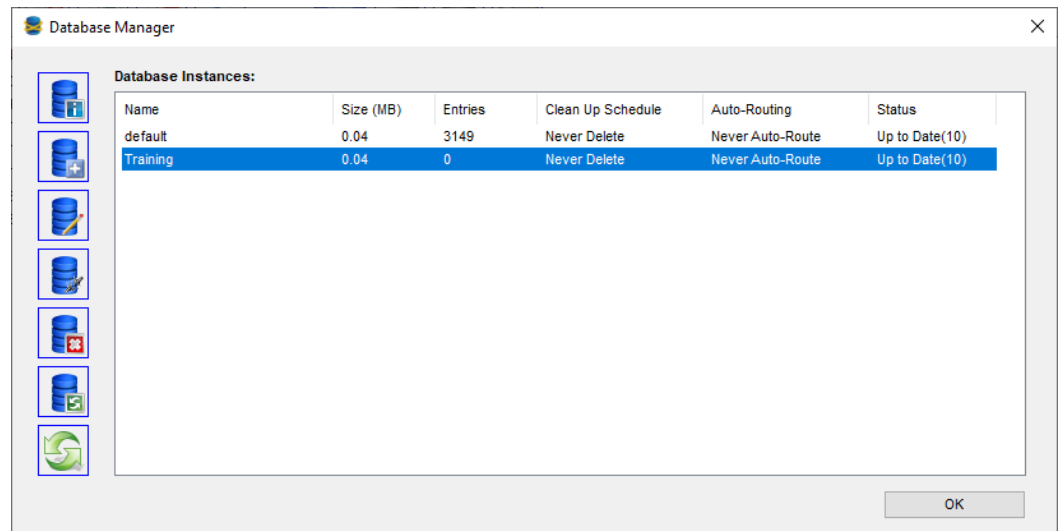 Database Manager
Database Instances:
Name Size (MB) Entries Clean Up Schedule Auto-Routing Status
default 0.04 3149 Never Delete Never Auto-Route Up to Date(10)
Training 0.04 0 Never Delete Never Auto-Route Up to Date(10)
OK